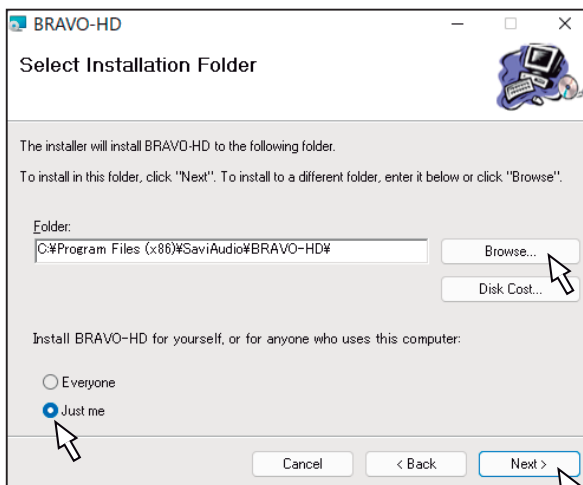 BRAVO-HD
Select Installation Folder
The installer will install BRAVO-HD to the following folder.
To install in this folder, click "Next". To install to a different folder, enter it below or click "Browse".
Folder:
C:¥Program Files (x86)¥SaviAudio¥BRAVO-HD¥
Browse...
Disk Cost...
Install BRAVO-HD for yourself, or for anyone who uses this computer:
Everyone
Just me
Cancel
< Back
Next >